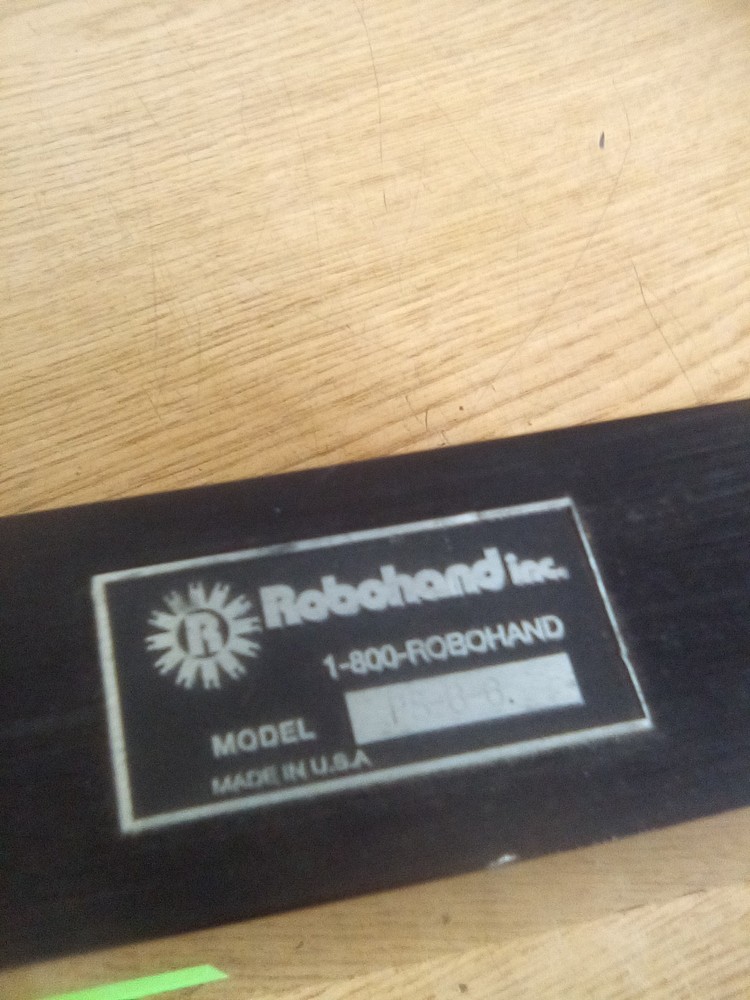 R Robohand inc.
1-800-ROBOHAND
MODEL
MADE IN U.S.A